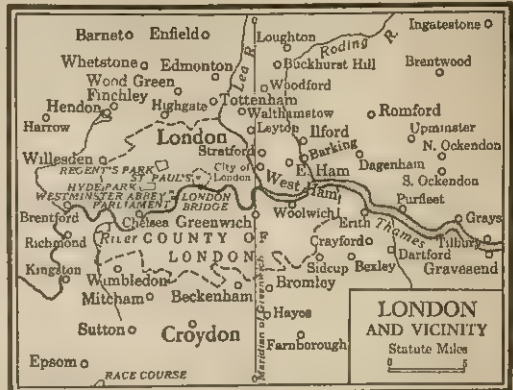 Barnet Enfield Loughton Roding R. Ingatestone
Lea R.
Whetstone Edmonton Buckhurst Hill Brentwood
Wood Green Woodford
Finchley
Hendon Highgate Tottenham Romford
Harrow Walthamstow
London Leyton Ilford Upminster
Barking N. Ockendon
Willesden Stratford Dagenham
REGENT'S PARK ST. PAUL'S City of London E. Ham S. Ockendon
HYDE PARK West Ham
WESTMINSTER ABBEY LONDON BRIDGE Purfleet
PARLIAMENT Woolwich
Brentford Chelsea Greenwich Erith Grays
River Thames
Richmond COUNTY OF LONDON Crayford Tilbury
Dartford
Kingston Sidcup Bexley Gravesend
Wimbledon Bromley
Mitcham Beckenham
Meridian of Greenwich
Sutton Croydon Hayes
Farnborough
Epsom
RACE COURSE
LONDON
AND VICINITY
Statute Miles
0 5